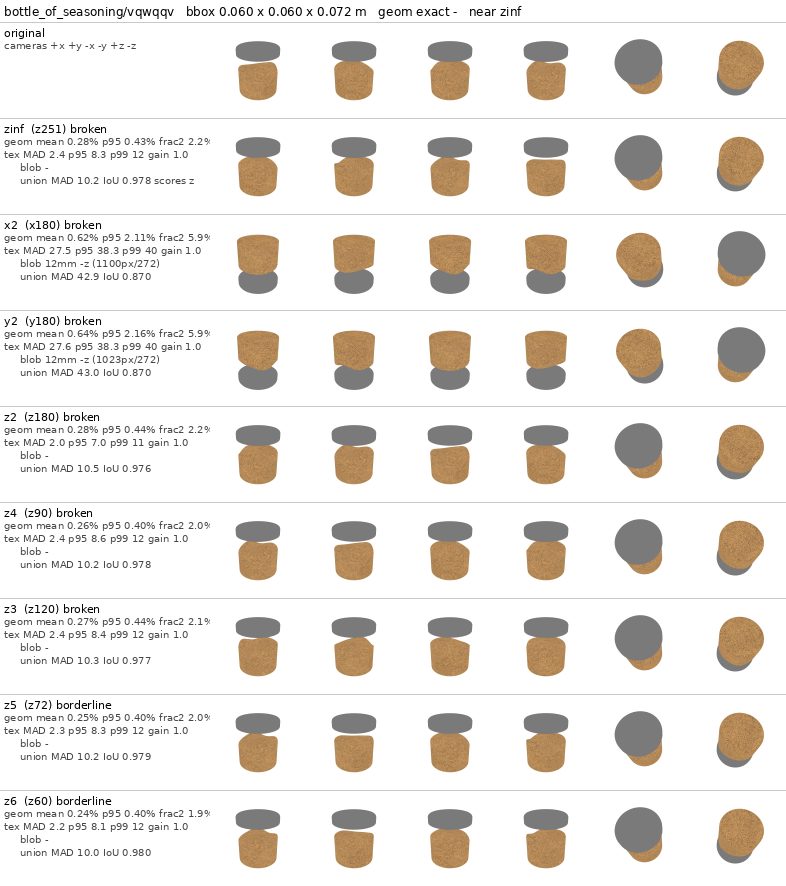 bottle_of_seasoning/vqwqqv bbox 0.060 x 0.060 x 0.072 m geom exact - near zinf
original
cameras +x +y -x -y +z -z
zinf (z251) broken
geom mean 0.28% p95 0.43% frac2 2.2%
tex MAD 2.4 p95 8.3 p99 12 gain 1.0
blob -
union MAD 10.2 IoU 0.978 scores z
x2 (x180) broken
geom mean 0.62% p95 2.11% frac2 5.9%
tex MAD 27.5 p95 38.3 p99 40 gain 1.0
blob 12mm -z (1100px/272)
union MAD 42.9 IoU 0.870
y2 (y180) broken
geom mean 0.64% p95 2.16% frac2 5.9%
tex MAD 27.6 p95 38.3 p99 40 gain 1.0
blob 12mm -z (1023px/272)
union MAD 43.0 IoU 0.870
z2 (z180) broken
geom mean 0.28% p95 0.44% frac2 2.2%
tex MAD 2.0 p95 7.0 p99 11 gain 1.0
blob -
union MAD 10.5 IoU 0.976
z4 (z90) broken
geom mean 0.26% p95 0.40% frac2 2.0%
tex MAD 2.4 p95 8.6 p99 12 gain 1.0
blob -
union MAD 10.2 IoU 0.978
z3 (z120) broken
geom mean 0.27% p95 0.44% frac2 2.1%
tex MAD 2.4 p95 8.4 p99 12 gain 1.0
blob -
union MAD 10.3 IoU 0.977
z5 (z72) borderline
geom mean 0.25% p95 0.40% frac2 2.0%
tex MAD 2.3 p95 8.3 p99 12 gain 1.0
blob -
union MAD 10.2 IoU 0.979
z6 (z60) borderline
geom mean 0.24% p95 0.40% frac2 1.9%
tex MAD 2.2 p95 8.1 p99 12 gain 1.0
blob -
union MAD 10.0 IoU 0.980